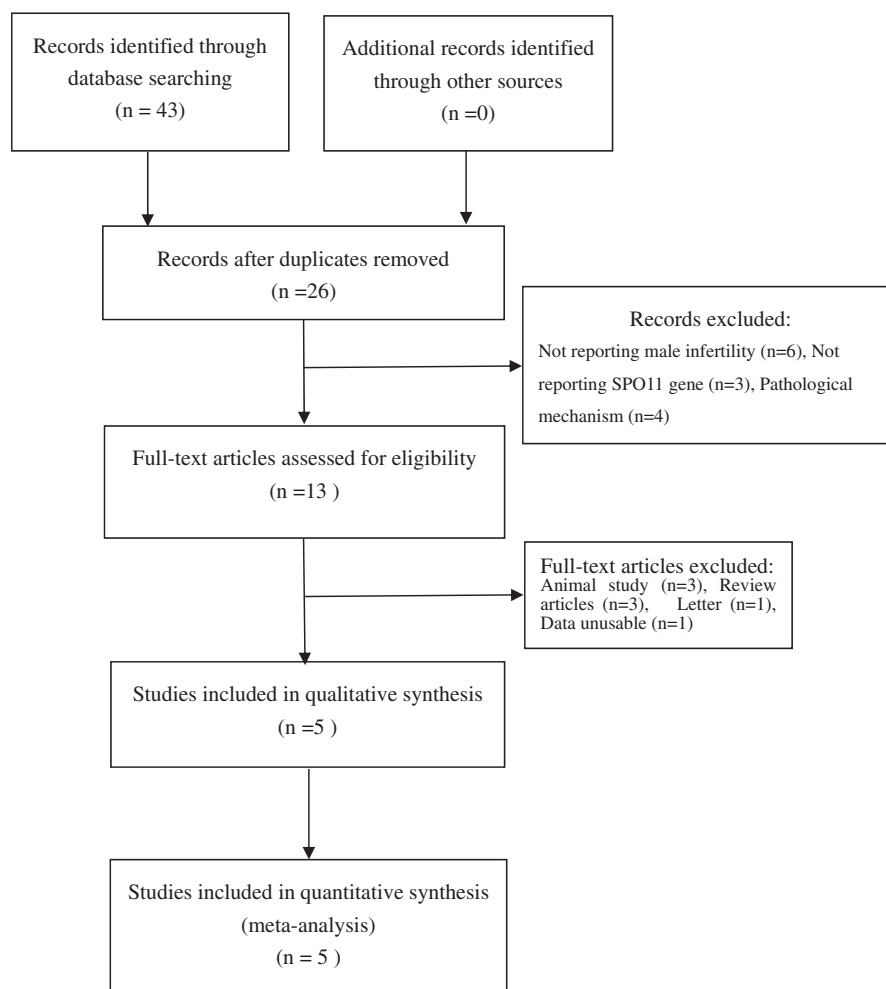 Records identified through
database searching
(n = 43)
Additional records identified
through other sources
(n =0)
Records after duplicates removed
(n =26)
Records excluded:
Not reporting male infertility (n=6), Not
reporting SPO11 gene (n=3), Pathological
mechanism (n=4)
Full-text articles assessed for eligibility
(n =13 )
Full-text articles excluded:
Animal study (n=3), Review
articles (n=3), Letter (n=1),
Data unusable (n=1)
Studies included in qualitative synthesis
(n =5 )
Studies included in quantitative synthesis
(meta-analysis)
(n = 5 )